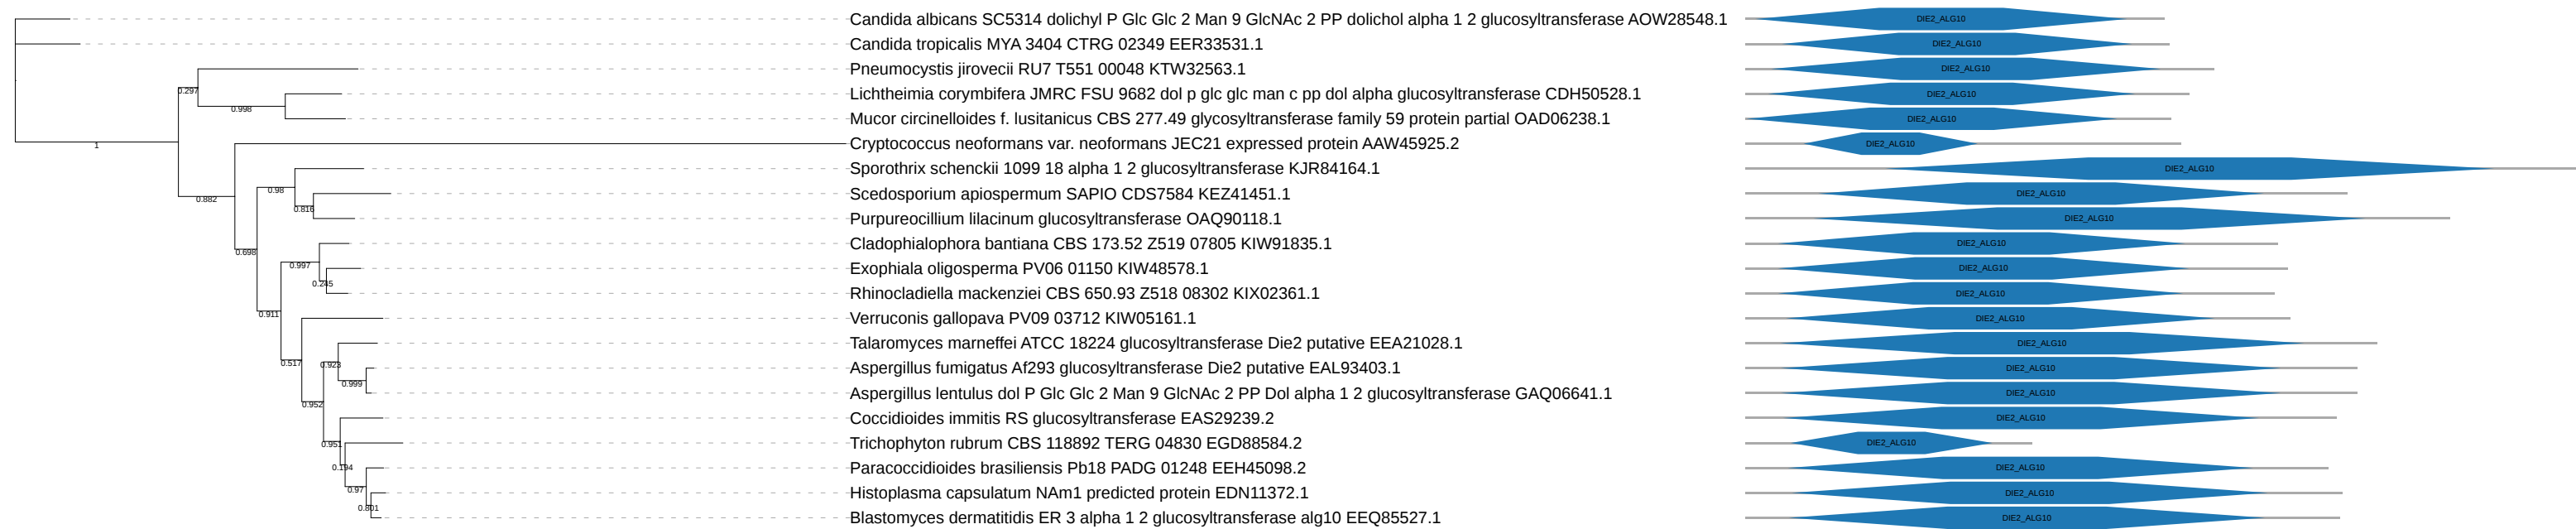 Candida albicans SC5314 dolichyl P Glc Glc 2 Man 9 GlcNAc 2 PP dolichol alpha 1 2 glucosyltransferase AOW28548.1 DIE2_ALG10
Candida tropicalis MYA 3404 CTRG 02349 EER33531.1 DIE2_ALG10
Pneumocystis jirovecii RU7 T551 00048 KTW32563.1 DIE2_ALG10
0.297
Lichtheimia corymbifera JMRC FSU 9682 dol p glc glc man c pp dol alpha glucosyltransferase CDH50528.1 DIE2_ALG10
0.998
Mucor circinelloides f. lusitanicus CBS 277.49 glycosyltransferase family 59 protein partial OAD06238.1 DIE2_ALG10
1
Cryptococcus neoformans var. neoformans JEC21 expressed protein AAW45925.2 DIE2_ALG10
Sporothrix schenckii 1099 18 alpha 1 2 glucosyltransferase KJR84164.1 DIE2_ALG10
0.98
0.882
Scedosporium apiospermum SAPIO CDS7584 KEZ41451.1 DIE2_ALG10
0.816
Purpureocillium lilacinum glucosyltransferase OAQ90118.1 DIE2_ALG10
Cladophialophora bantiana CBS 173.52 Z519 07805 KIW91835.1 DIE2_ALG10
0.698
0.997
Exophiala oligosperma PV06 01150 KIW48578.1 DIE2_ALG10
0.245
Rhinocladiella mackenziei CBS 650.93 Z518 08302 KIX02361.1 DIE2_ALG10
0.911
Verruconis gallopava PV09 03712 KIW05161.1 DIE2_ALG10
Talaromyces marneffei ATCC 18224 glucosyltransferase Die2 putative EEA21028.1 DIE2_ALG10
0.517
0.923
Aspergillus fumigatus Af293 glucosyltransferase Die2 putative EAL93403.1 DIE2_ALG10
0.999
Aspergillus lentulus dol P Glc Glc 2 Man 9 GlcNAc 2 PP Dol alpha 1 2 glucosyltransferase GAQ06641.1 DIE2_ALG10
0.952
Coccidioides immitis RS glucosyltransferase EAS29239.2 DIE2_ALG10
0.951
Trichophyton rubrum CBS 118892 TERG 04830 EGD88584.2 DIE2_ALG10
0.194
Paracoccidioides brasiliensis Pb18 PADG 01248 EEH45098.2 DIE2_ALG10
0.97
Histoplasma capsulatum NAm1 predicted protein EDN11372.1 DIE2_ALG10
0.801
Blastomyces dermatitidis ER 3 alpha 1 2 glucosyltransferase alg10 EEQ85527.1 DIE2_ALG10